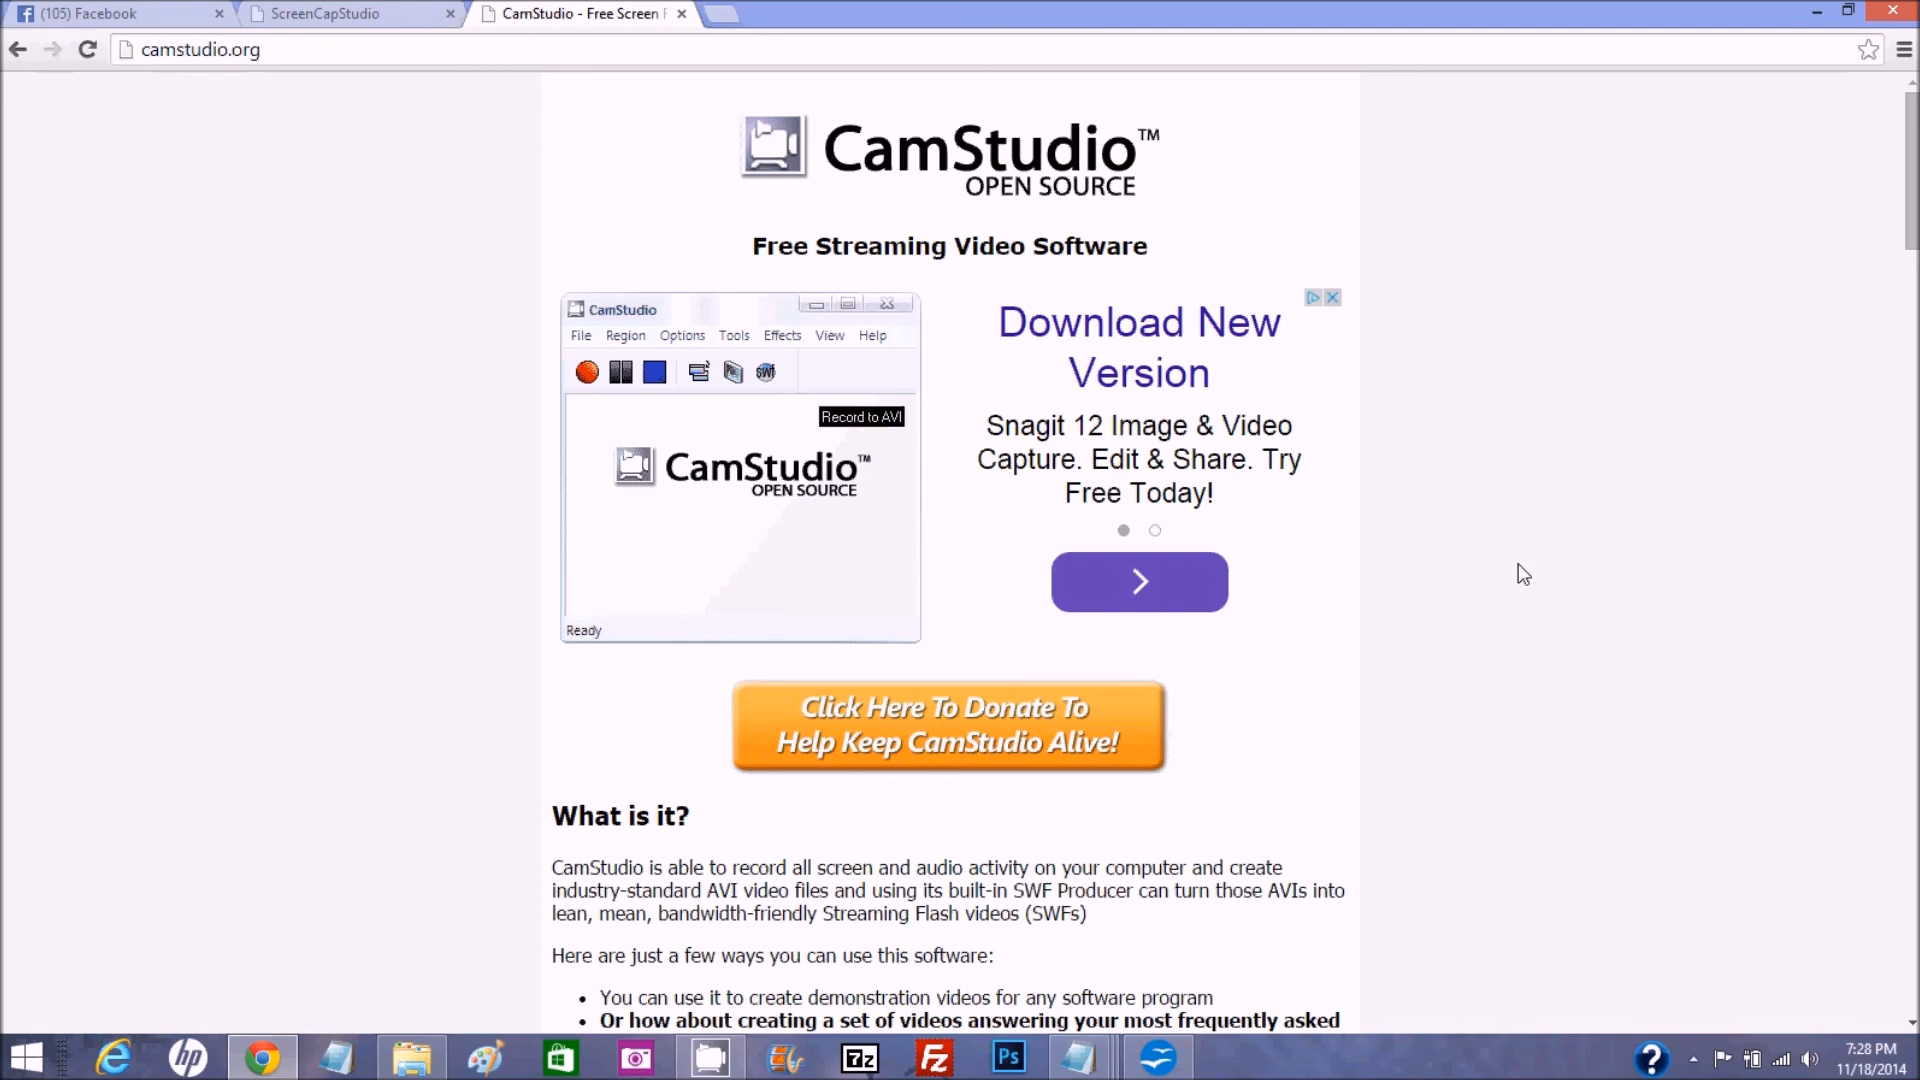 (105) Facebook
ScreenCapStudio
CamStudio - Free Screen
camstudio.org
CamStudio™
OPEN SOURCE
Free Streaming Video Software
CamStudio
File Region Options Tools Effects View Help
SWf
Record to AVI
CamStudio™
OPEN SOURCE
Ready
Download New
Version
Snagit 12 Image & Video
Capture. Edit & Share. Try
Free Today!
Click Here To Donate To
Help Keep CamStudio Alive!
What is it?
CamStudio is able to record all screen and audio activity on your computer and create
industry-standard AVI video files and using its built-in SWF Producer can turn those AVIs into
lean, mean, bandwidth-friendly Streaming Flash videos (SWFs)
Here are just a few ways you can use this software:
• You can use it to create demonstration videos for any software program
• Or how about creating a set of videos answering your most frequently asked
hp
7z
Fz
Ps
7:28 PM
11/18/2014